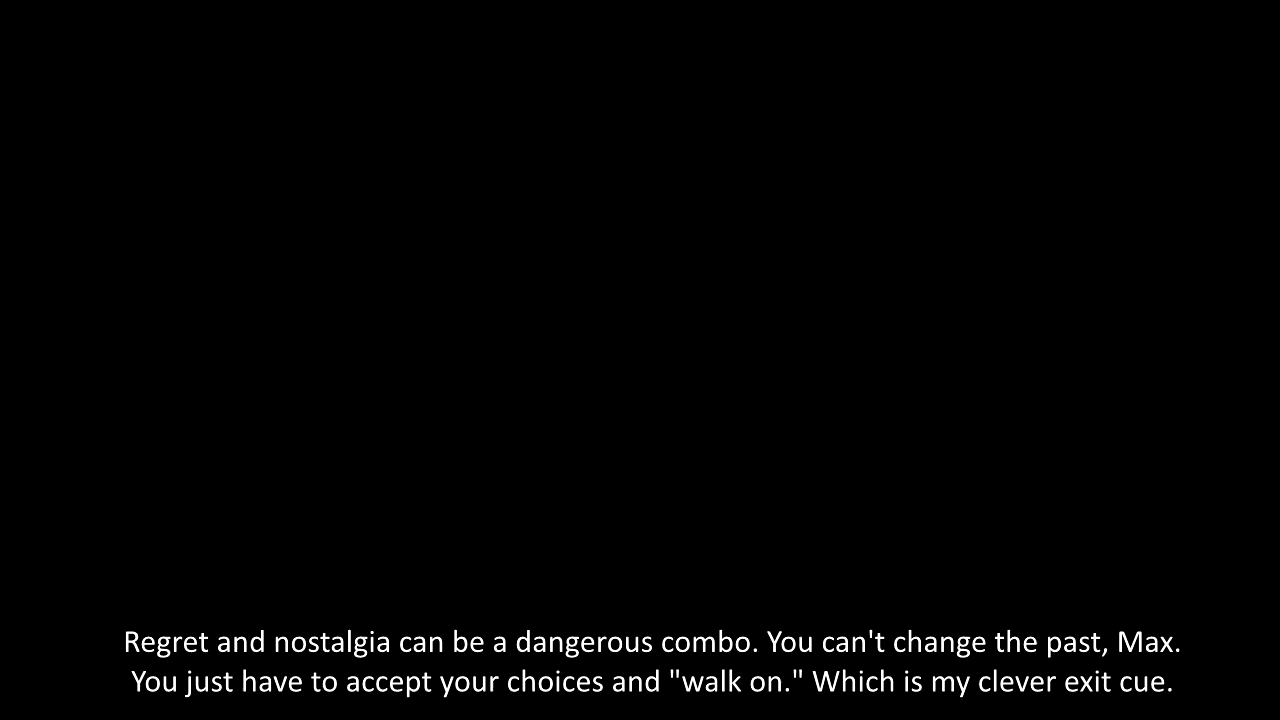 Regret and nostalgia can be a dangerous combo. You can't change the past, Max.
You just have to accept your choices and "walk on." Which is my clever exit cue.